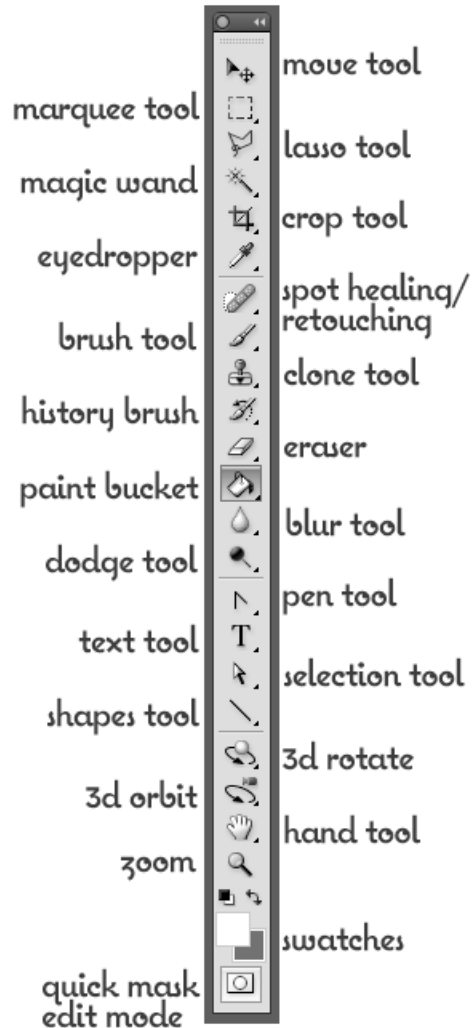 move tool
marquee tool
lasso tool
magic wand
crop tool
eyedropper
spot healing/
retouching
brush tool
clone tool
history brush
eraser
paint bucket
blur tool
dodge tool
pen tool
text tool
T
selection tool
shapes tool
3d rotate
3d orbit
hand tool
zoom
swatches
quick mask
edit mode